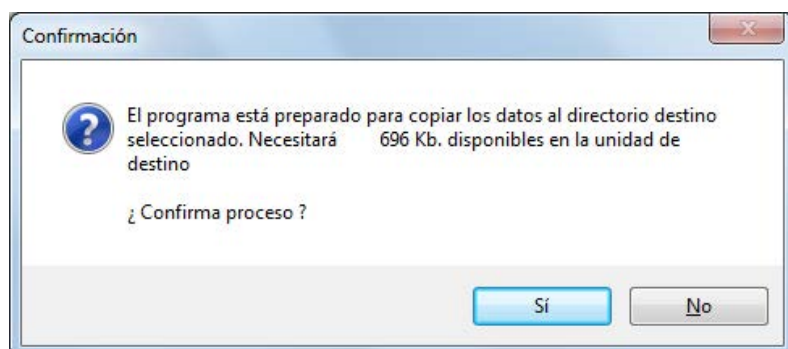 Confirmación
El programa está preparado para copiar los datos al directorio destino
seleccionado. Necesitará 696 Kb. disponibles en la unidad de
destino
¿ Confirma proceso ?
Sí
No